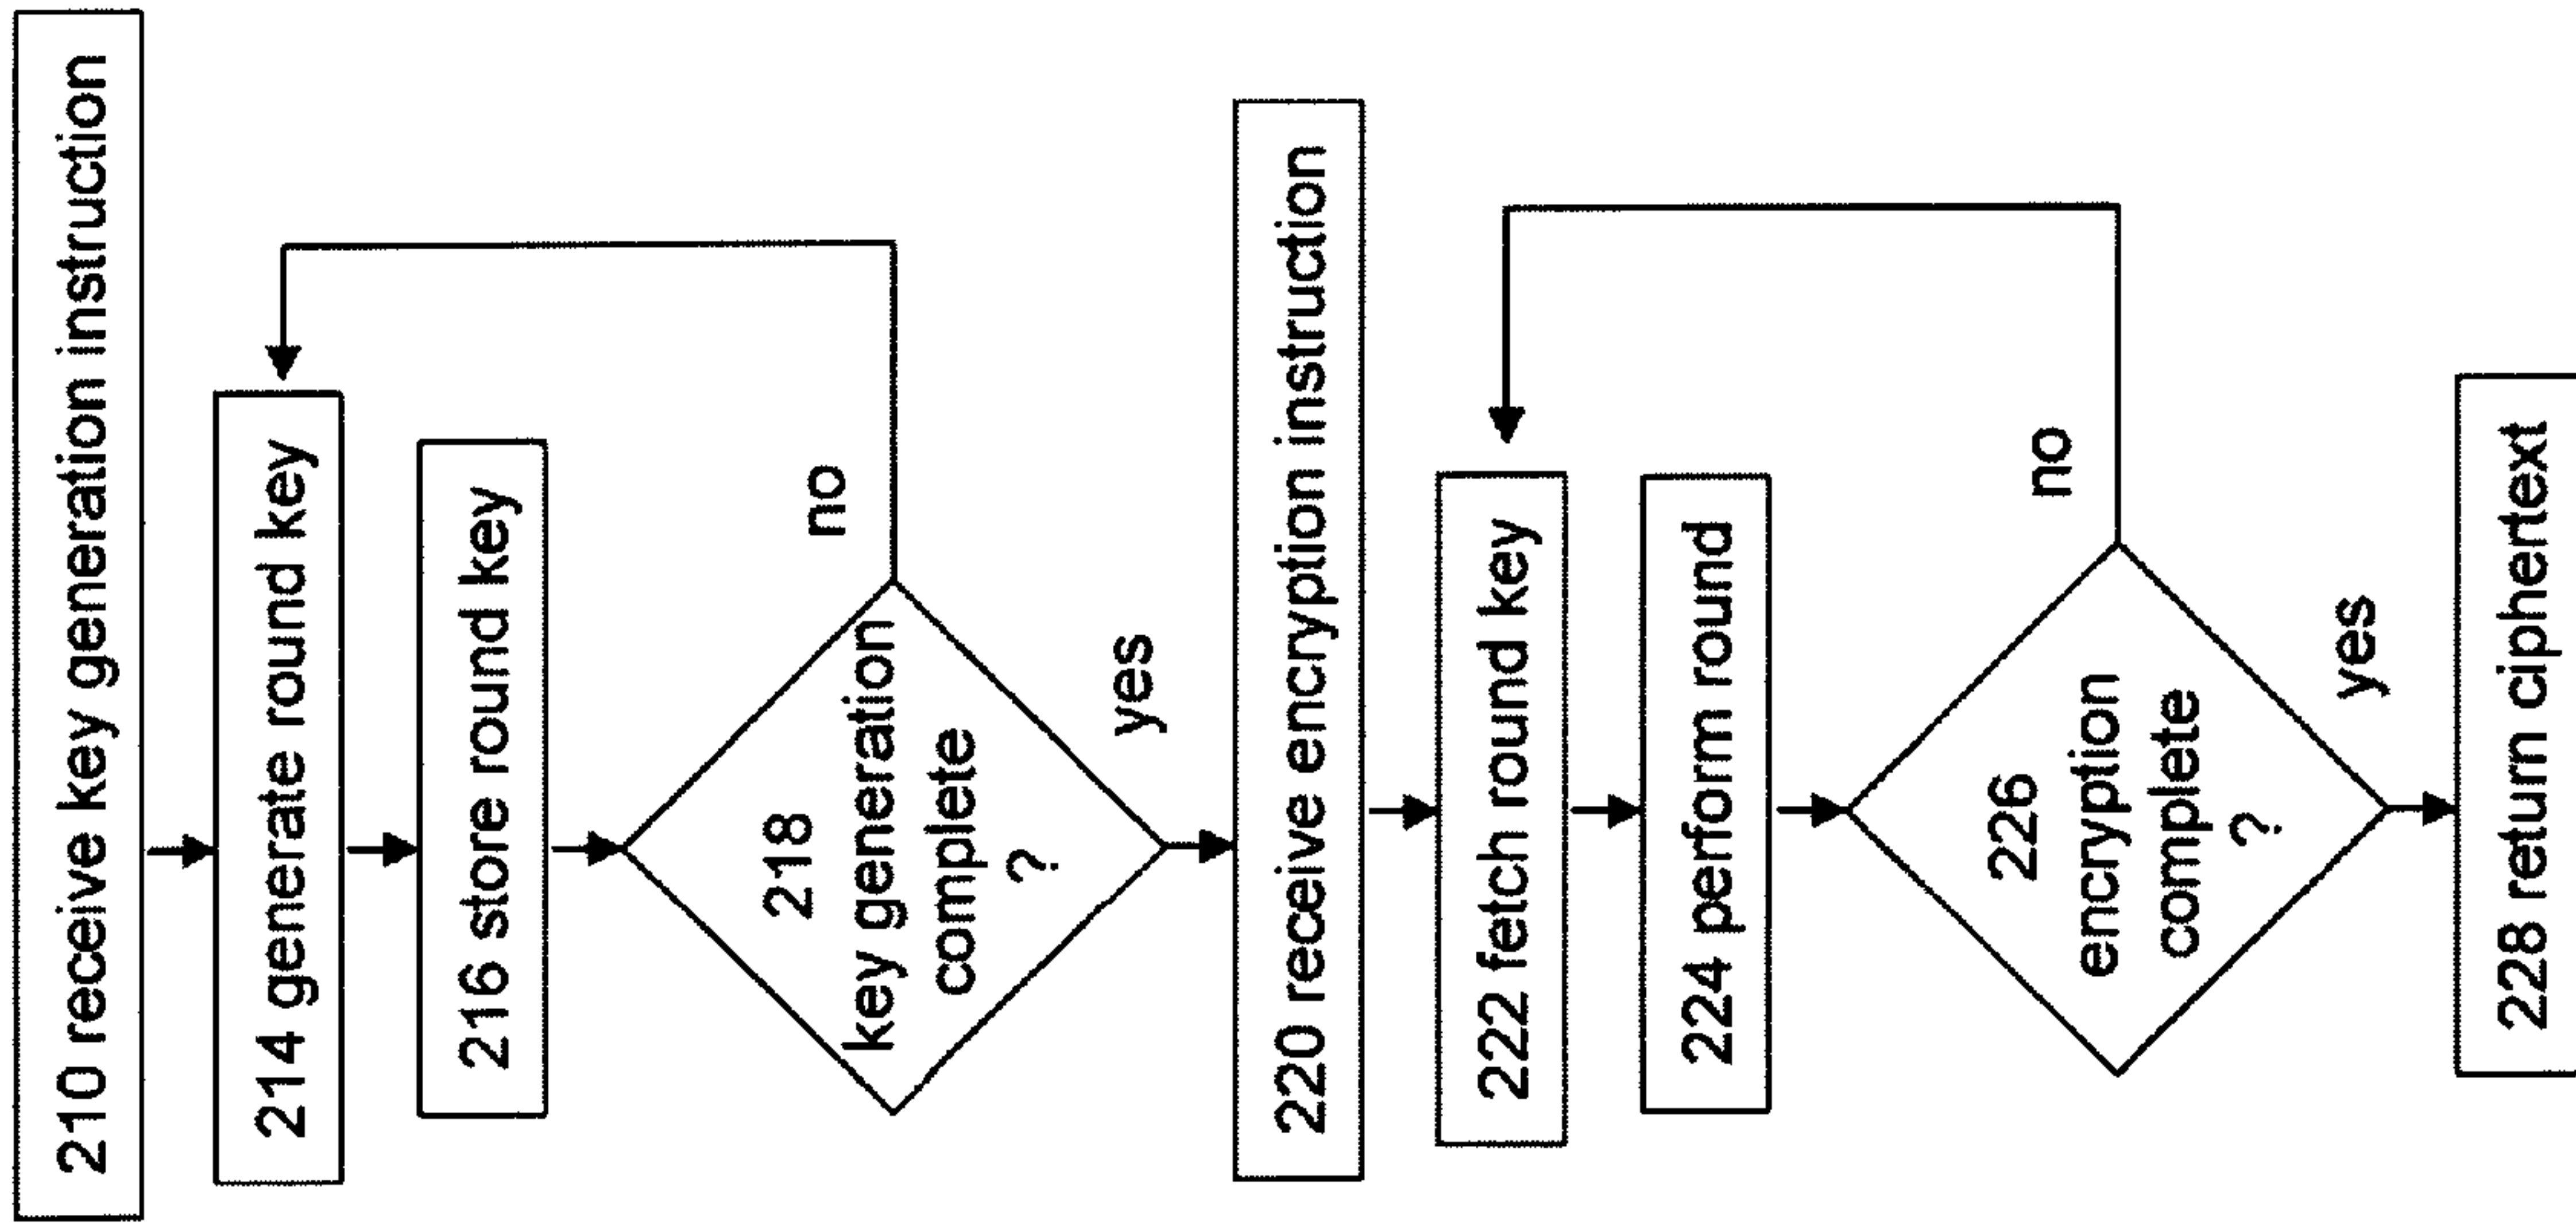 210 receive key generation instruction
214 generate round key
216 store round key
218
key generation
complete
?
no
yes
220 receive encryption instruction
222 fetch round key
224 perform round
226
encryption
complete
?
no
yes
228 return ciphertext